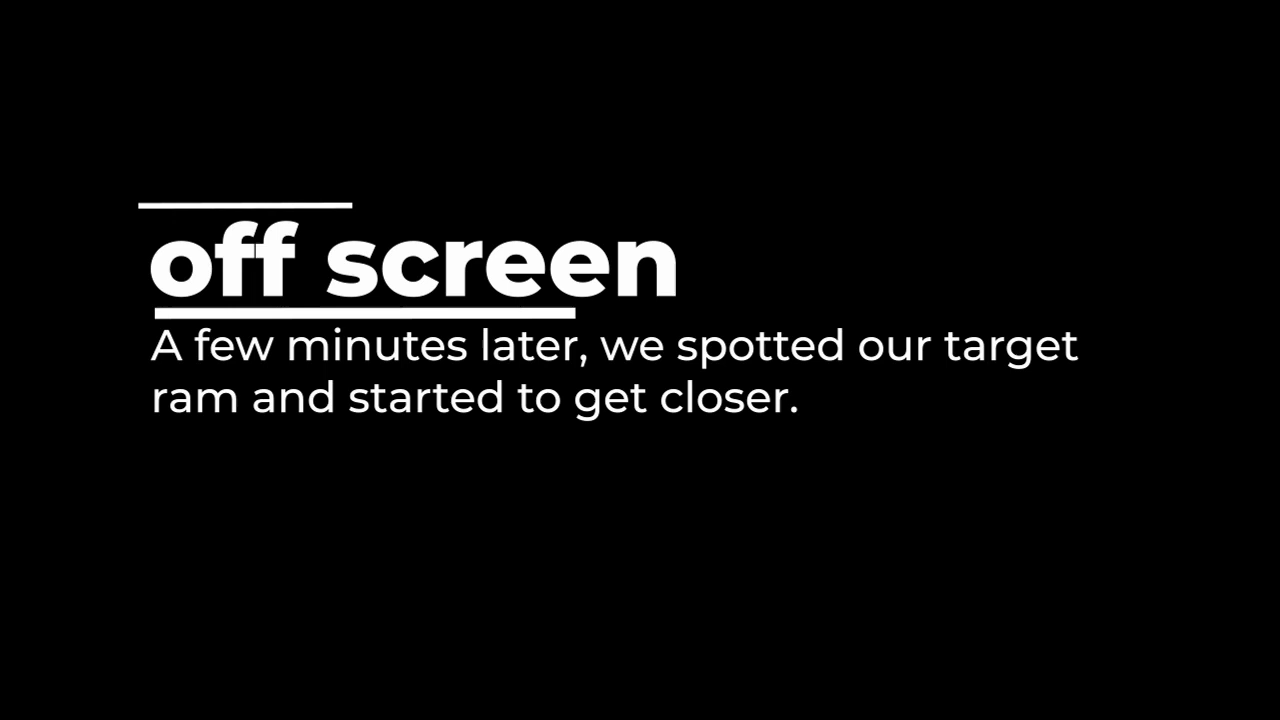 off screen
A few minutes later, we spotted our target
ram and started to get closer.